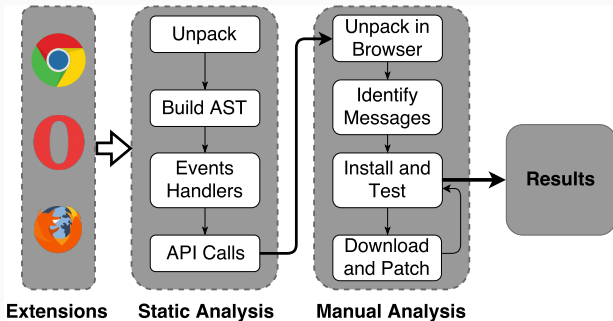 Unpack
Build AST
Events
Handlers
API Calls
Unpack in
Browser
Identify
Messages
Install and
Test
Download
and Patch
Results
Extensions
Static Analysis
Manual Analysis